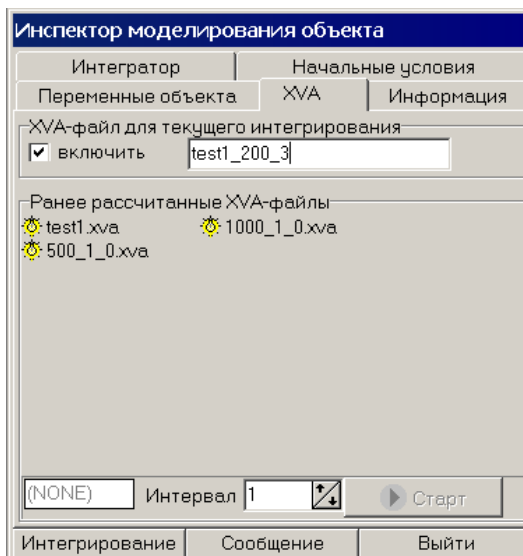 Инспектор моделирования объекта
Интегратор Начальные условия
Переменные объекта XVA Информация
XVA-файл для текущего интегрирования
включить test1_200_3
Ранее рассчитанные XVA-файлы
test1.xva 1000_1_0.xva
500_1_0.xva
(NONE) Интервал 1 Старт
Интегрирование Сообщение Выйти